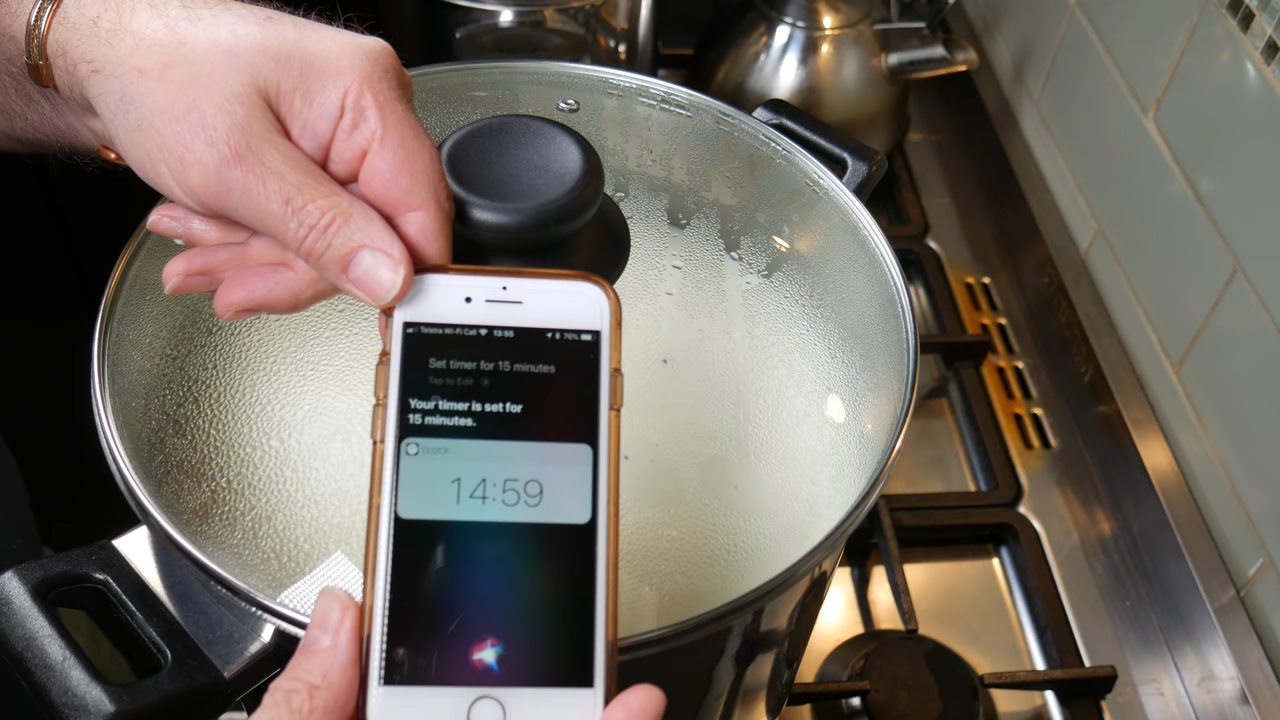 Telstra Wi-Fi Call 13:55 76%
Set timer for 15 minutes
Tap to Edit
Your timer is set for
15 minutes.
CLOCK
14:59